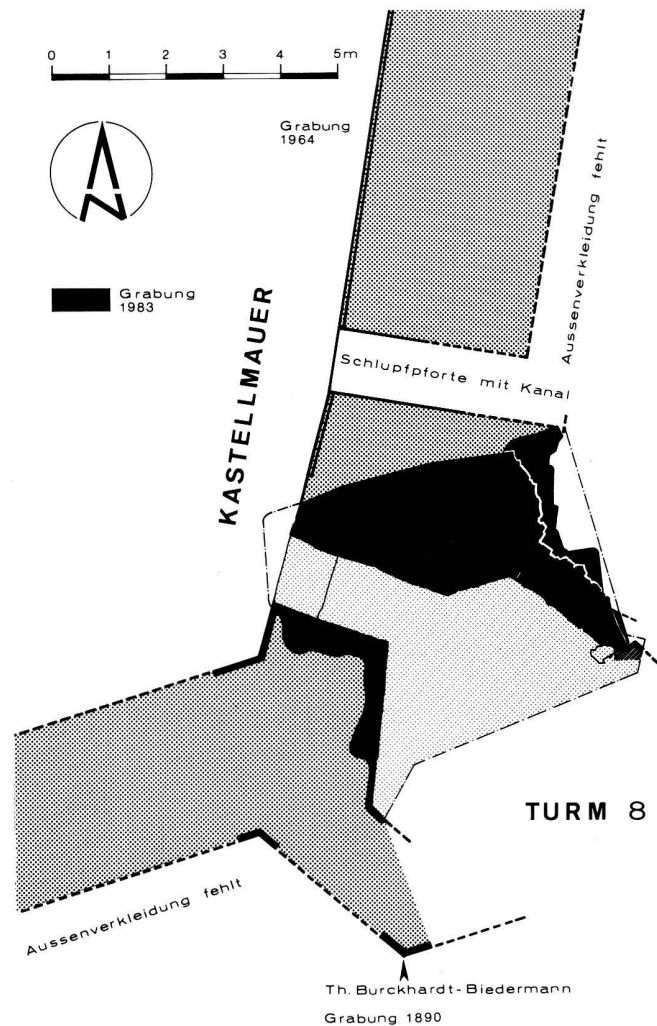 0 1 2 3 4 5m
Grabung
1964
N
Grabung
1983
KASTELLMAUER
Aussenverkleidung fehlt
Schlupfpforte mit Kanal
TURM 8
Aussenverkleidung fehlt
Th. Burckhardt-Biedermann
Grabung 1890